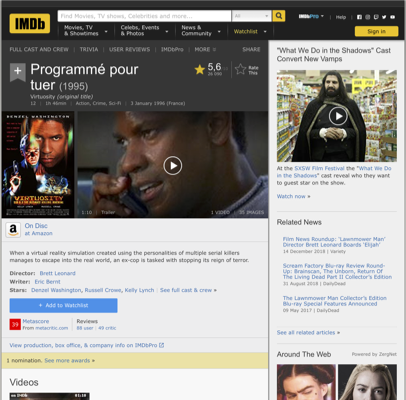 IMDb
Find Movies, TV shows, Celebrities and more...
All
IMDbPro
Help
Movies, TV
& Showtimes
Celebs, Events
& Photos
News &
Community
Watchlist
Sign in
FULL CAST AND CREW | TRIVIA | USER REVIEWS | IMDbPro | MORE
SHARE
Programmé pour
tuer (1995)
5,6
Rate
This
Virtuosity (original title)
12 | 1h 46min | Action, Crime, Sci-Fi | 3 January 1996 (France)
DENZEL WASHINGTON
VIRTUOSITY
1:10 | Trailer
1 VIDEO
35 IMAGES
On Disc
at Amazon
When a virtual reality simulation created using the personalities of multiple serial killers
manages to escape into the real world, an ex-cop is tasked with stopping its reign of terror.
Director: Brett Leonard
Writer: Eric Bernt
Stars: Denzel Washington, Russell Crowe, Kelly Lynch | See full cast & crew »
+ Add to Watchlist
39
Metascore
From metacritic.com
Reviews
88 user | 49 critic
View production, box office, & company info on IMDbPro
1 nomination. See more awards »
Videos
"What We Do in the Shadows" Cast
Convert New Vamps
At the SXSW Film Festival the "What We Do
in the Shadows" cast reveal who they want
to guest star on the show.
Watch now »
Related News
Film News Roundup: 'Lawnmower Man'
Director Brett Leonard Boards 'Elijah'
14 December 2018 | Variety
Scream Factory Blu-ray Review Round-
Up: Brainscan, The Unborn, Return Of
The Living Dead Part II Collector's Edition
31 August 2018 | DailyDead
The Lawnmower Man Collector's Edition
Blu-ray Special Features Announced
09 May 2017 | DailyDead
See all related articles »
Around The Web
Powered by ZergNet